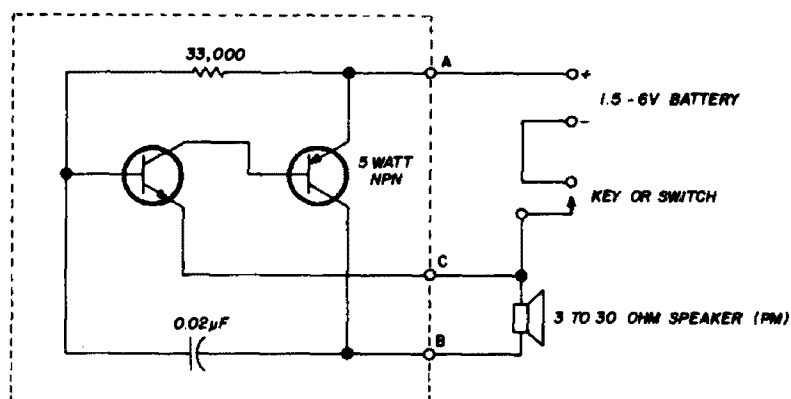 33,000
A
+
1.5 - 6V BATTERY
-
5 WATT
NPN
KEY OR SWITCH
C
0.02µF
3 TO 30 OHM SPEAKER (PM)
B